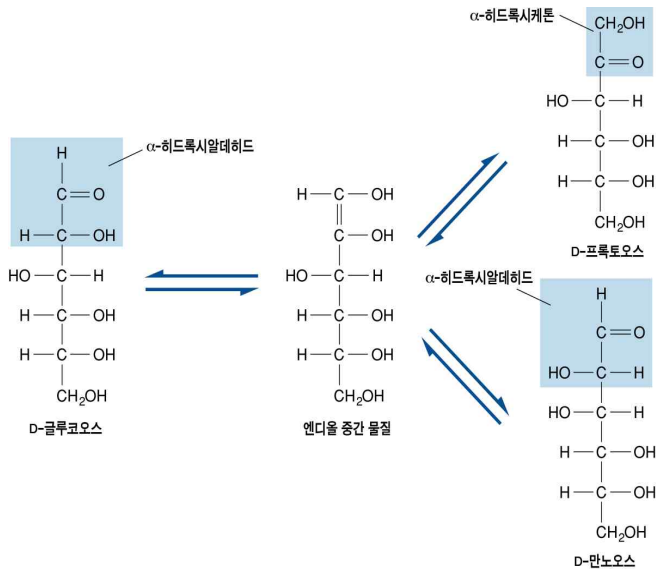 α-히드록시케톤
CH₂OH
C=O
HO—C—H
H—C—OH
H—C—OH
CH₂OH
D-프록토오스
α-히드록시알데히드
H
C=O
H—C—OH
HO—C—H
H—C—OH
H—C—OH
CH₂OH
D-글루코오스
H—C—OH
C—OH
HO—C—H
H—C—OH
H—C—OH
CH₂OH
엔디올 중간 물질
α-히드록시알데히드
H
C=O
HO—C—H
HO—C—H
H—C—OH
H—C—OH
CH₂OH
D-만노오스